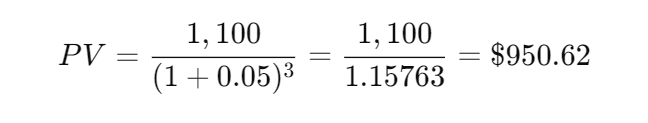 PV = 1,100 / (1 + 0.05)³ = 1,100 / 1.15763 = $950.62